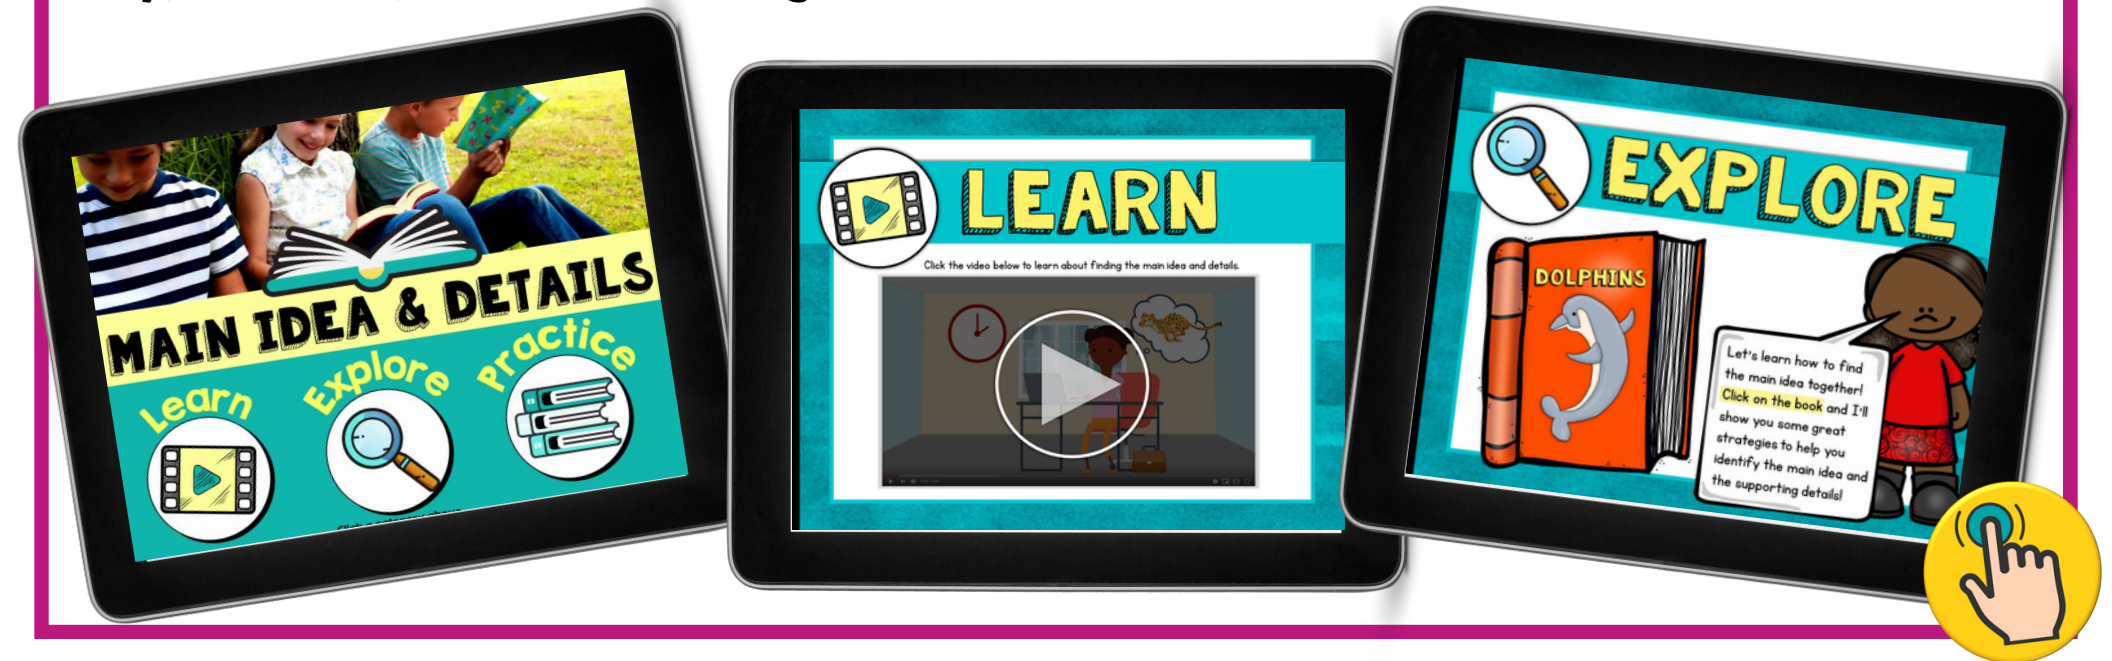 MAIN IDEA & DETAILS
Learn
Explore
Practice
LEARN
Click the video below to learn about finding the main idea and details.
EXPLORE
DOLPHINS
Let's learn how to find
the main idea together!
Click on the book and I'll
show you some great
strategies to help you
identify the main idea and
the supporting details!